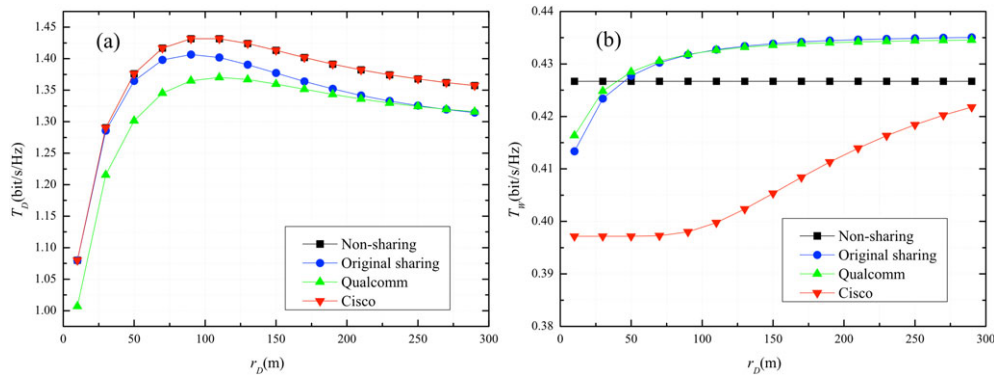 (a)
T_D(bit/s/Hz)
1.45
1.40
1.35
1.30
1.25
1.20
1.15
1.10
1.05
1.00
Non-sharing
Original sharing
Qualcomm
Cisco
0 50 100 150 200 250 300
r_D(m)
(b)
T_W(bit/s/Hz)
0.44
0.43
0.42
0.41
0.40
0.39
0.38
Non-sharing
Original sharing
Qualcomm
Cisco
0 50 100 150 200 250 300
r_D(m)